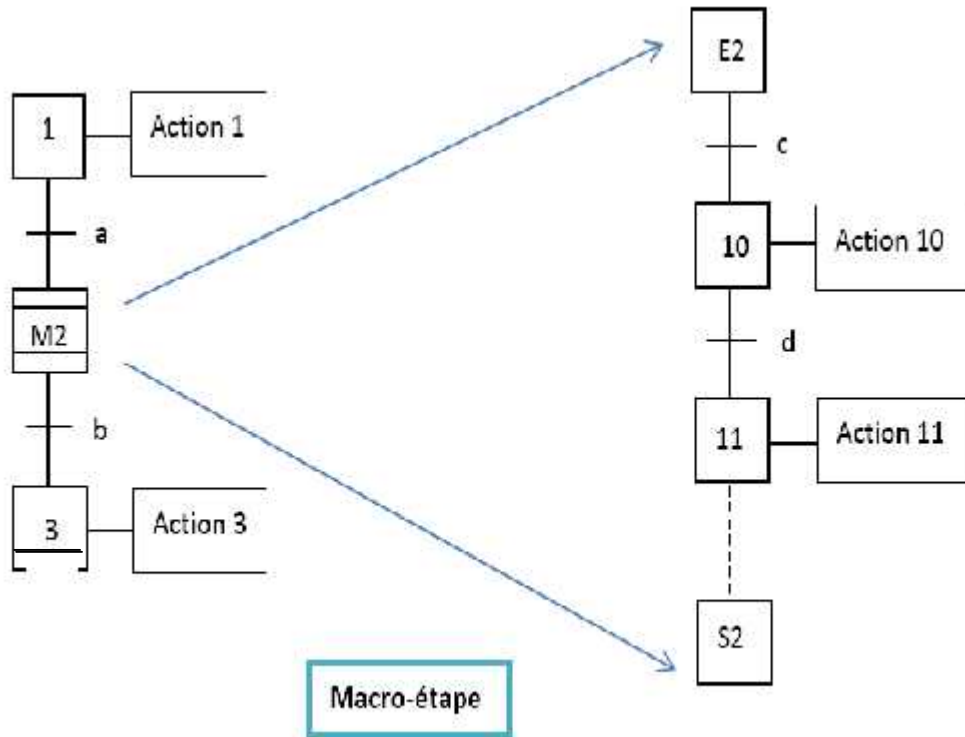 1
Action 1
a
M2
b
3
Action 3
E2
c
10
Action 10
d
11
Action 11
S2
Macro-étape